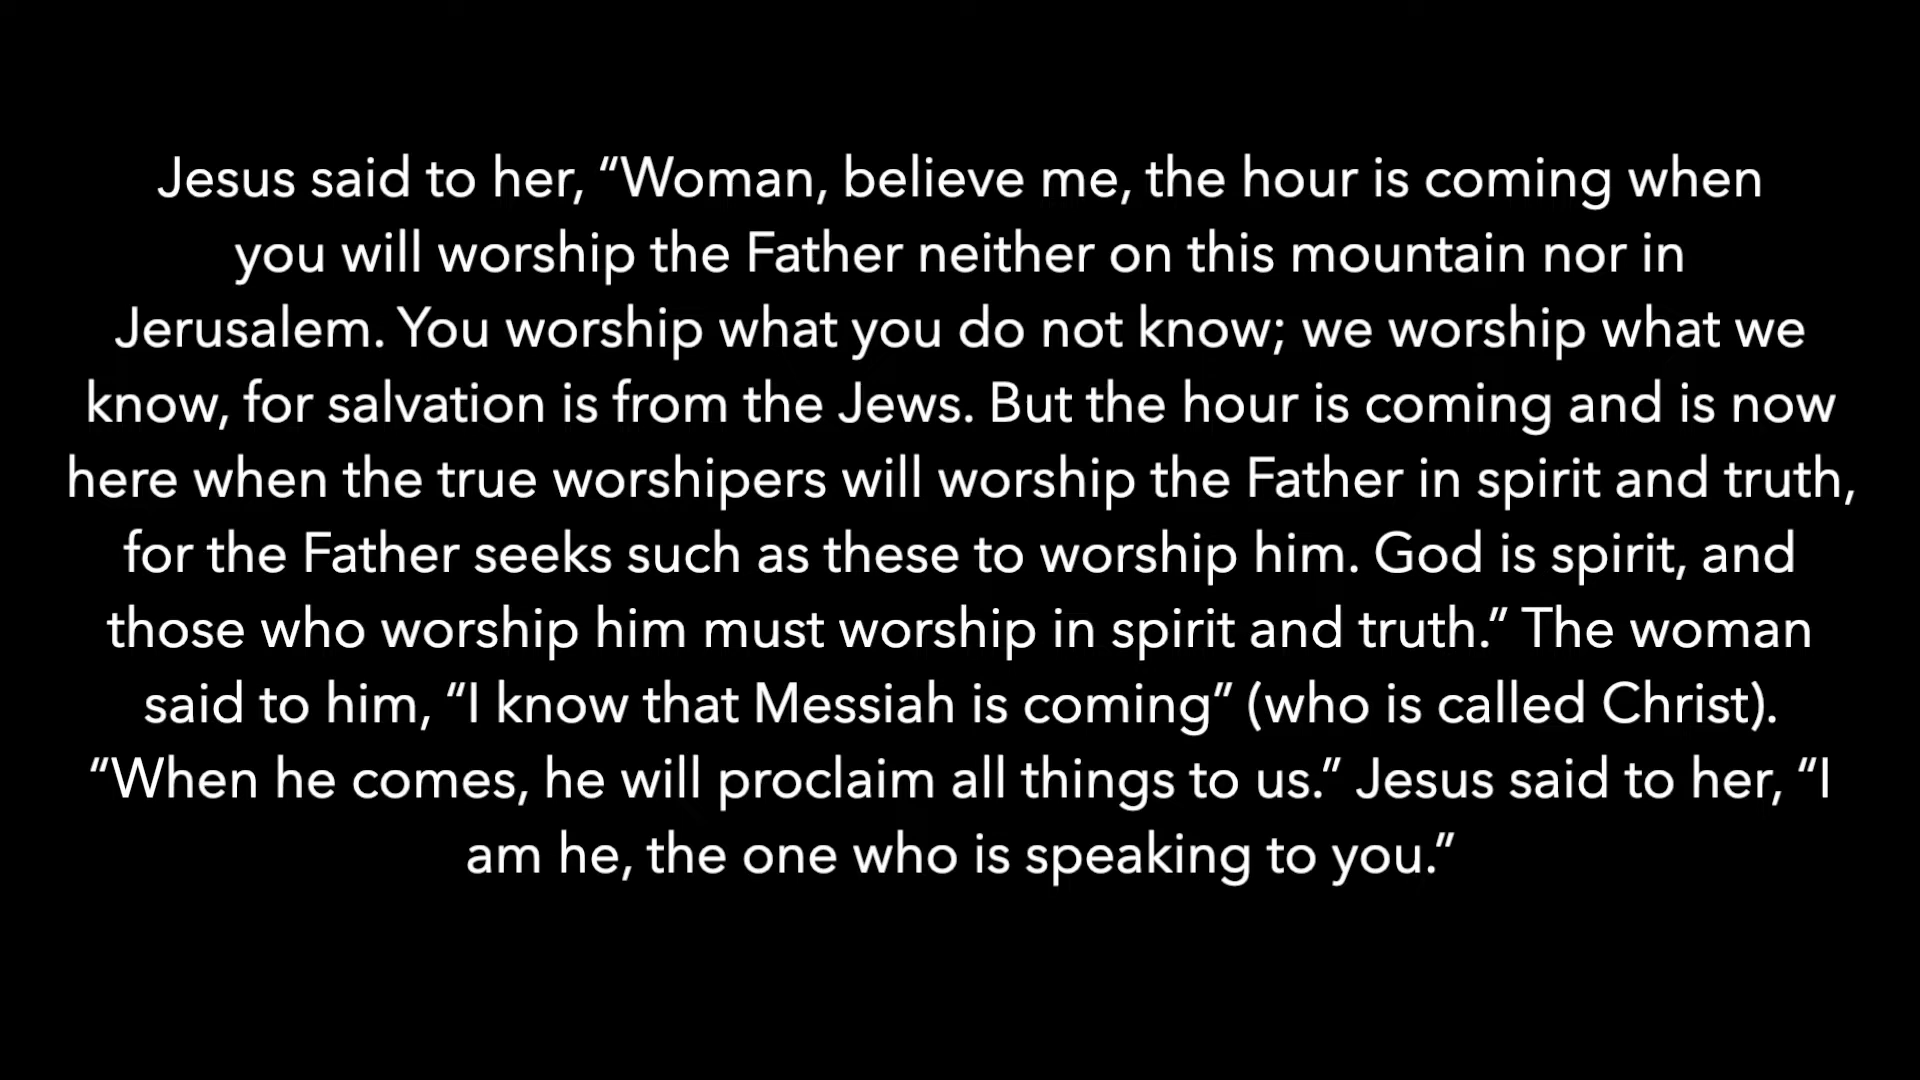 Jesus said to her, “Woman, believe me, the hour is coming when
you will worship the Father neither on this mountain nor in
Jerusalem. You worship what you do not know; we worship what we
know, for salvation is from the Jews. But the hour is coming and is now
here when the true worshipers will worship the Father in spirit and truth,
for the Father seeks such as these to worship him. God is spirit, and
those who worship him must worship in spirit and truth.” The woman
said to him, “I know that Messiah is coming” (who is called Christ).
“When he comes, he will proclaim all things to us.” Jesus said to her, “I
am he, the one who is speaking to you.”